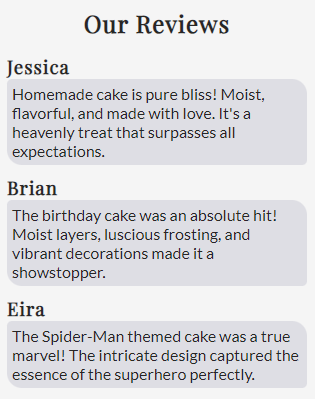 Our Reviews
Jessica
Homemade cake is pure bliss! Moist,
flavorful, and made with love. It's a
heavenly treat that surpasses all
expectations.
Brian
The birthday cake was an absolute hit!
Moist layers, luscious frosting, and
vibrant decorations made it a
showstopper.
Eira
The Spider-Man themed cake was a true
marvel! The intricate design captured the
essence of the superhero perfectly.